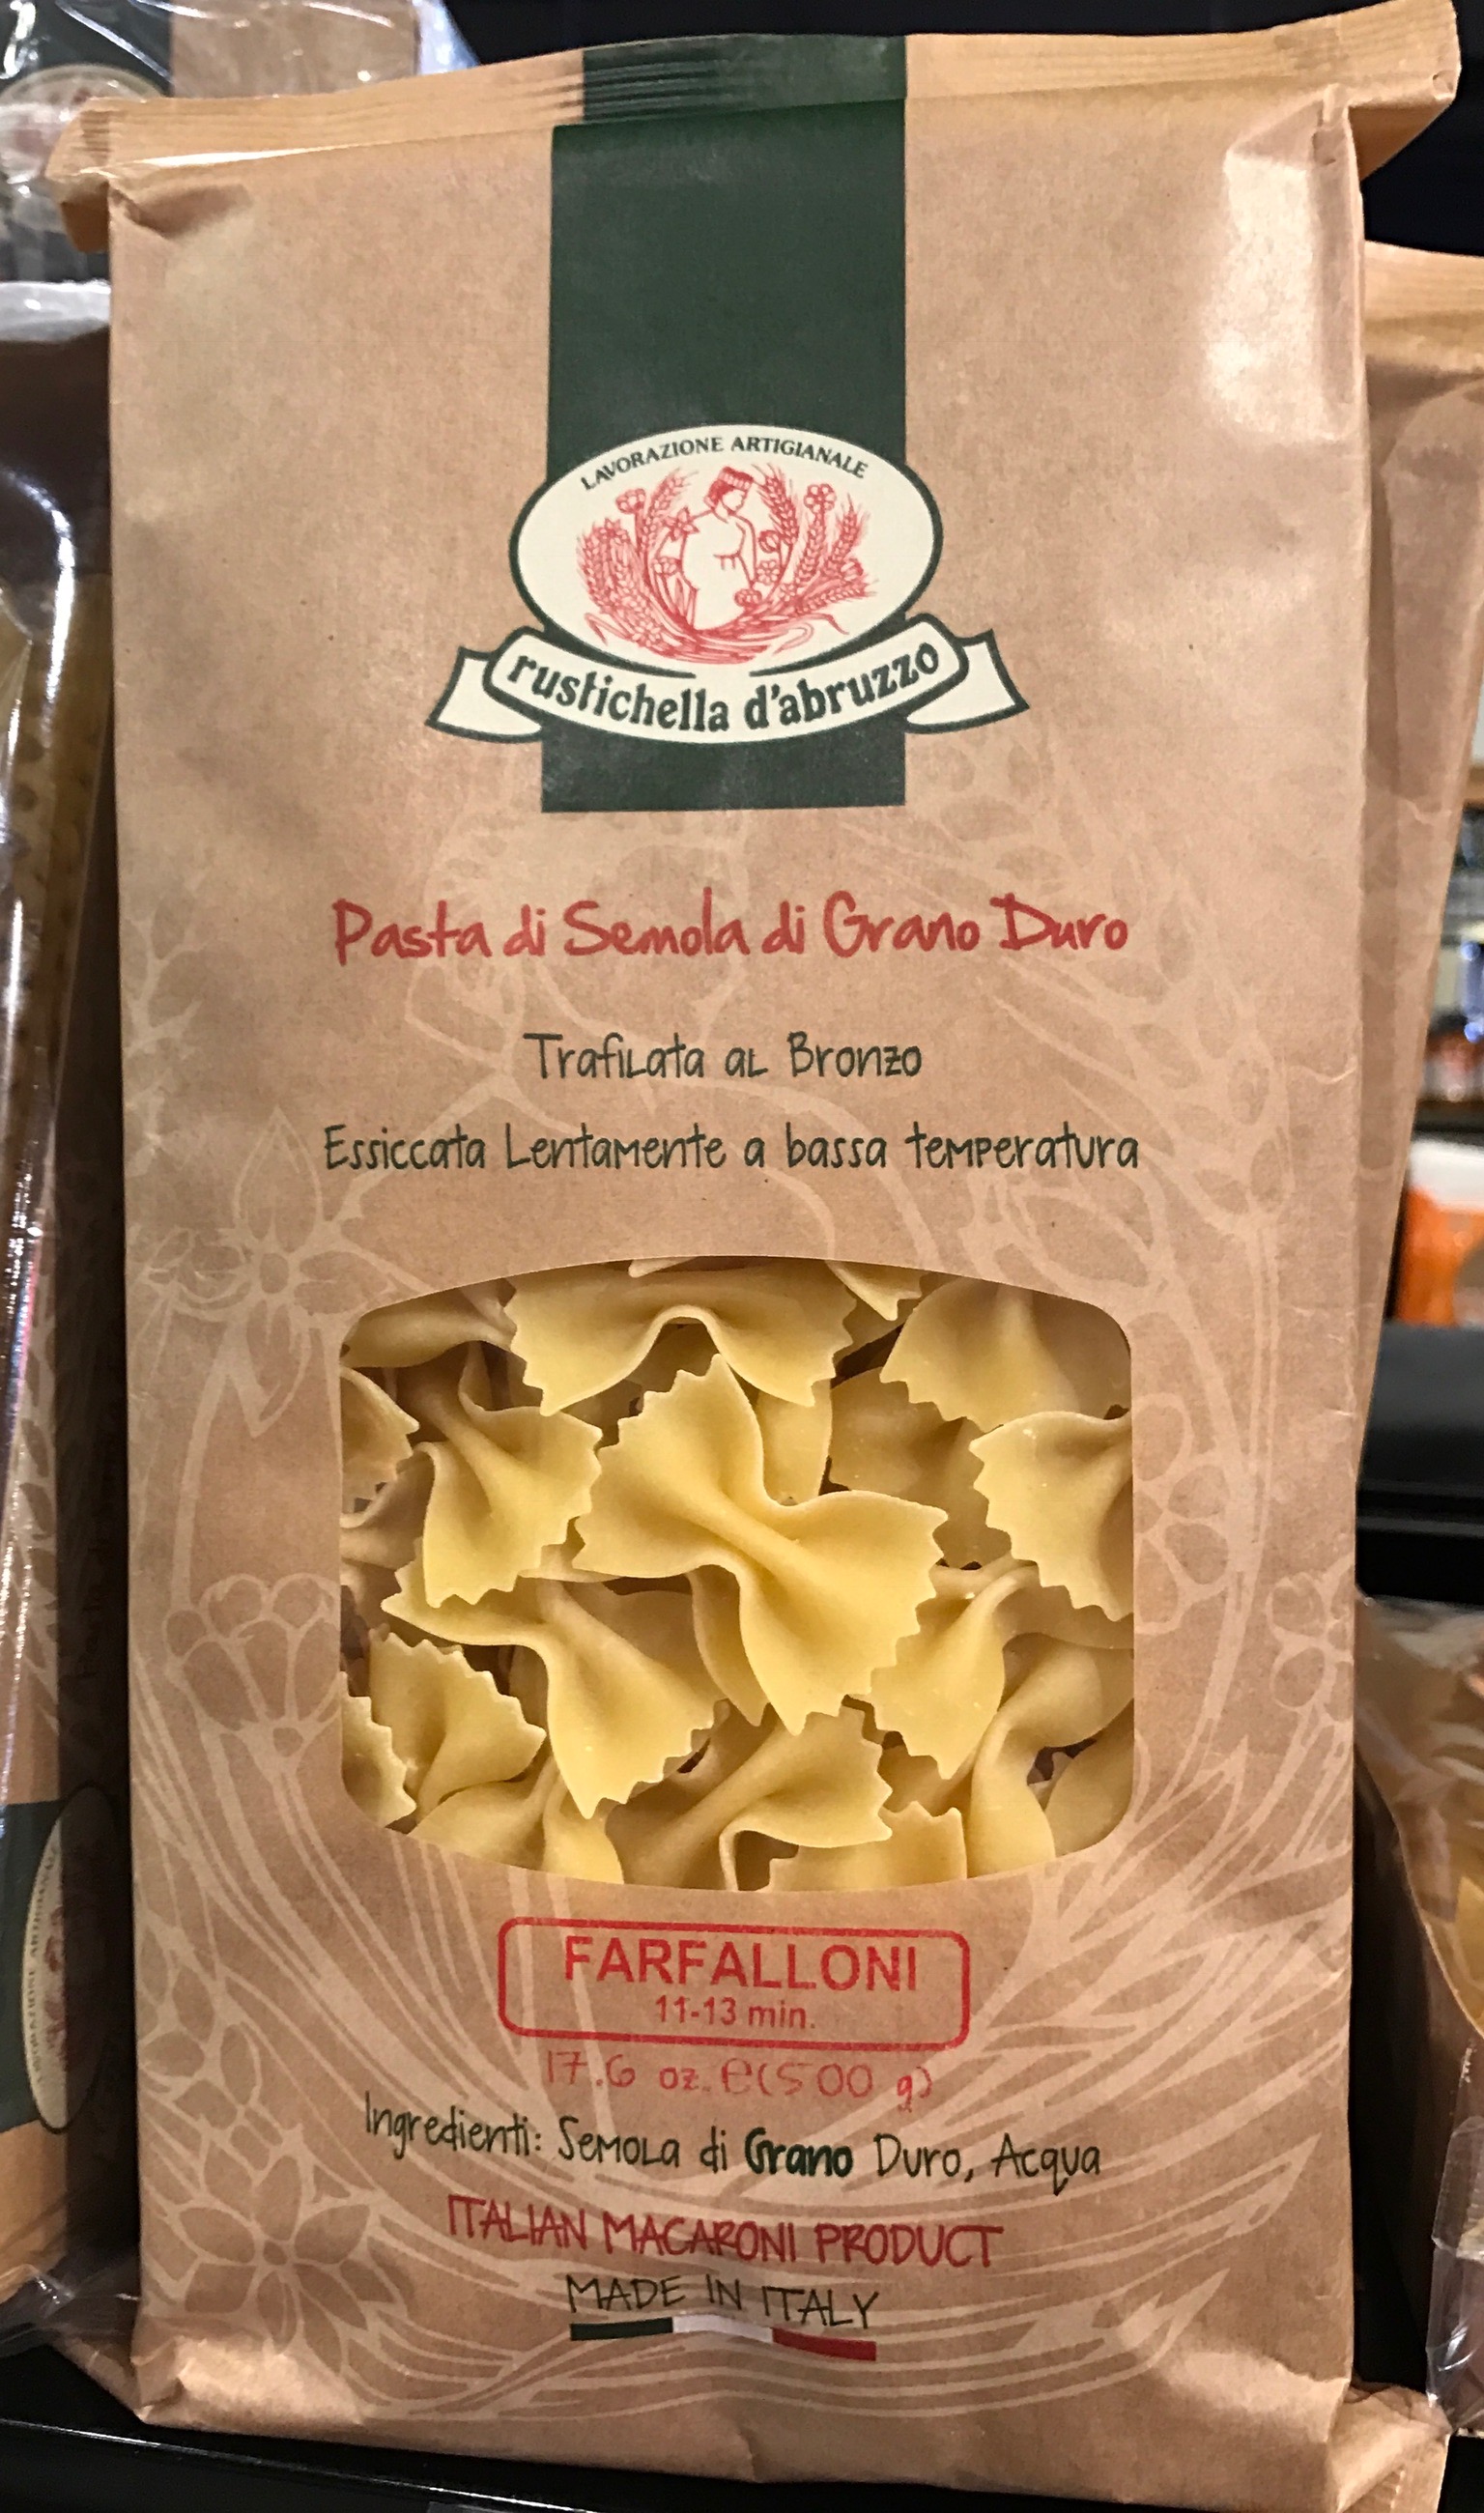 LAVORAZIONE ARTIGIANALE
rustichella d'abruzzo
Pasta di Semola di Grano Duro
Trafilata al Bronzo
Essiccata Lentamente a bassa temperatura
FARFALLONI
11-13 min.
17.6 oz. e (500 g)
Ingredienti: Semola di Grano Duro, Acqua
ITALIAN MACARONI PRODUCT
MADE IN ITALY